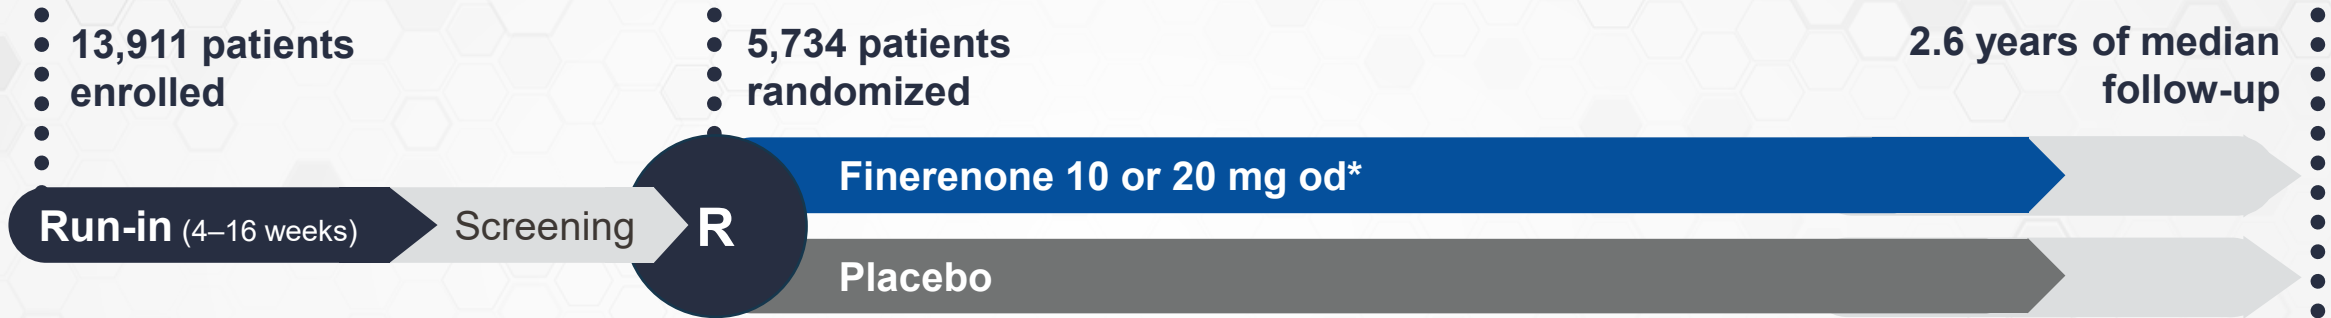 13,911 patients
enrolled
5,734 patients
randomized
2.6 years of median
follow-up
Run-in (4–16 weeks)
Screening
R
Finerenone 10 or 20 mg od*
Placebo